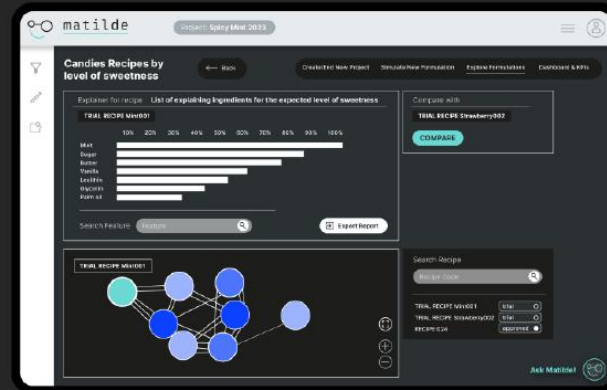 matilde
Project: Spicy Mint 2023
Candies Recipes by
level of sweetness
← Back
Created and New Project
Simulate New Formulation
Explore Formulations
Dashboard & KPIs
Explainer for recipe
List of explaining ingredients for the expected level of sweetness
TRIAL RECIPE Mint001
10% 20% 30% 40% 50% 60% 70% 80% 90% 100%
Mint
Sugar
Butter
Vanilla
Lecithin
Glycerin
Palm oil
Search Feature
Feature
Export Report
Compare with
TRIAL RECIPE Strawberry002
COMPARE
TRIAL RECIPE Mint001
Search Recipe
Recipe Code
TRIAL RECIPE Mint001 trial
TRIAL RECIPE Strawberry002 trial
RECIPE 024 approved
Ask Matilde!